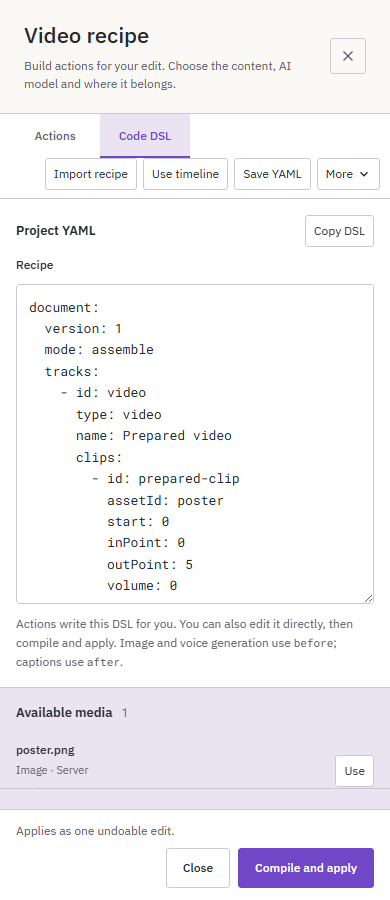 Video recipe
Build actions for your edit. Choose the content, AI
model and where it belongs.
Actions
Code DSL
Import recipe
Use timeline
Save YAML
More
Project YAML
Copy DSL
Recipe
document:
  version: 1
  mode: assemble
  tracks:
    - id: video
      type: video
      name: Prepared video
      clips:
        - id: prepared-clip
          assetId: poster
          start: 0
          inPoint: 0
          outPoint: 5
          volume: 0
Actions write this DSL for you. You can also edit it directly, then
compile and apply. Image and voice generation use before;
captions use after.
Available media 1
poster.png
Image · Server
Use
Applies as one undoable edit.
Close
Compile and apply